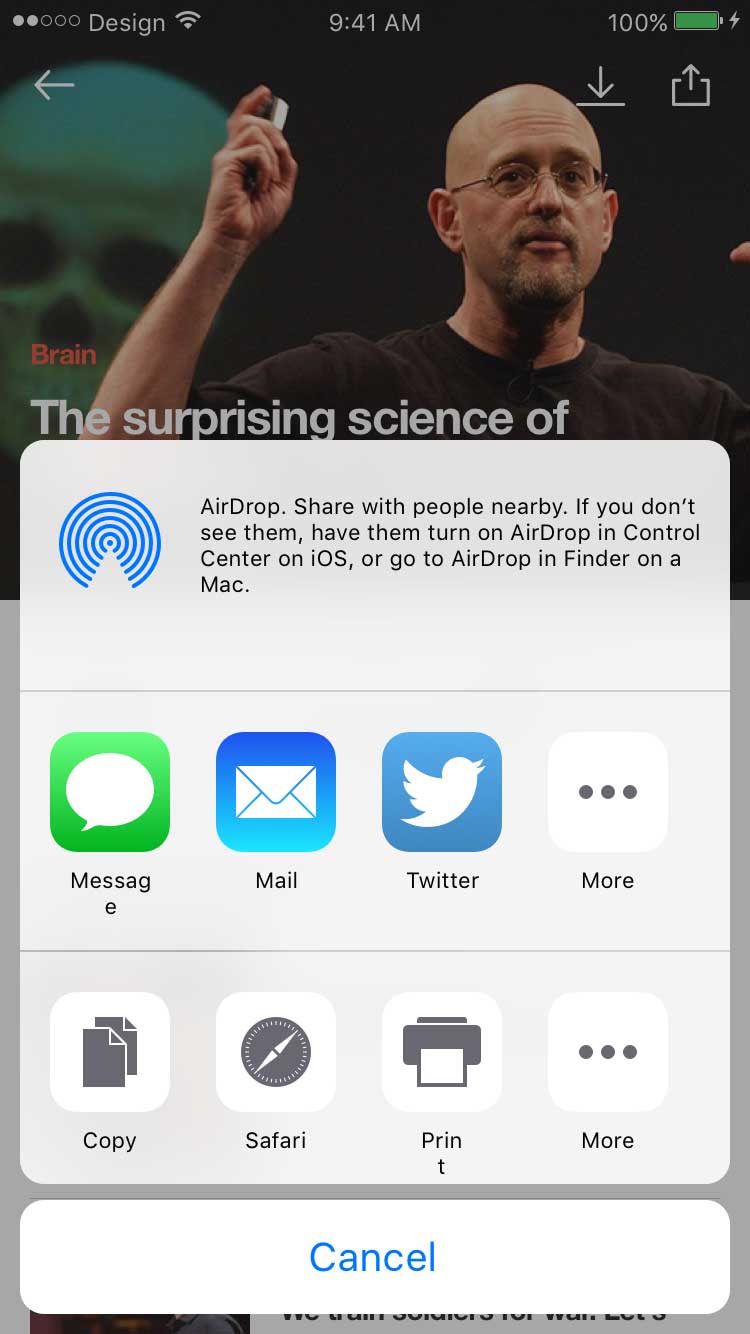 Design
9:41 AM
100%
Brain
The surprising science of
AirDrop. Share with people nearby. If you don’t
see them, have them turn on AirDrop in Control
Center on iOS, or go to AirDrop in Finder on a
Mac.
Messag
e
Mail
Twitter
More
Copy
Safari
Prin
t
More
Cancel
We train soldiers for war. Let's